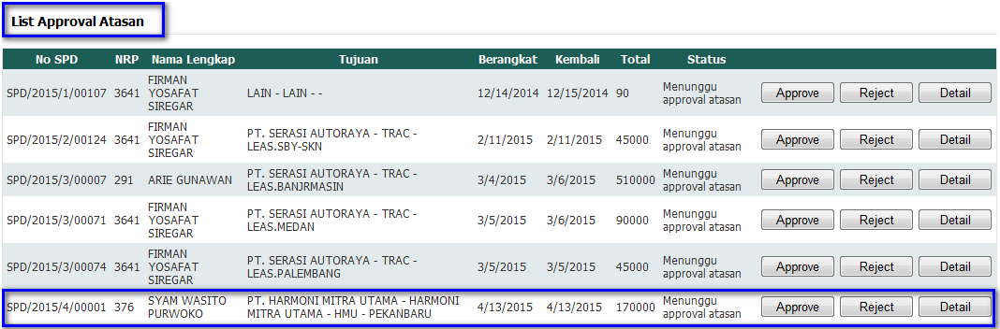 List Approval Atasan
No SPD NRP Nama Lengkap Tujuan Berangkat Kembali Total Status
SPD/2015/1/00107 3641 FIRMAN YOSAFAT SIREGAR LAIN - LAIN - - 12/14/2014 12/15/2014 90 Menunggu approval atasan Approve Reject Detail
SPD/2015/2/00124 3641 FIRMAN YOSAFAT SIREGAR PT. SERASI AUTORAYA - TRAC - LEAS.SBY-SKN 2/11/2015 2/11/2015 45000 Menunggu approval atasan Approve Reject Detail
SPD/2015/3/00007 291 ARIE GUNAWAN PT. SERASI AUTORAYA - TRAC - LEAS.BANJRMASIN 3/4/2015 3/6/2015 510000 Menunggu approval atasan Approve Reject Detail
SPD/2015/3/00071 3641 FIRMAN YOSAFAT SIREGAR PT. SERASI AUTORAYA - TRAC - LEAS.MEDAN 3/5/2015 3/6/2015 90000 Menunggu approval atasan Approve Reject Detail
SPD/2015/3/00074 3641 FIRMAN YOSAFAT SIREGAR PT. SERASI AUTORAYA - TRAC - LEAS.PALEMBANG 3/5/2015 3/5/2015 45000 Menunggu approval atasan Approve Reject Detail
SPD/2015/4/00001 376 SYAM WASITO PURWOKO PT. HARMONI MITRA UTAMA - HARMONI MITRA UTAMA - HMU - PEKANBARU 4/13/2015 4/13/2015 170000 Menunggu approval atasan Approve Reject Detail